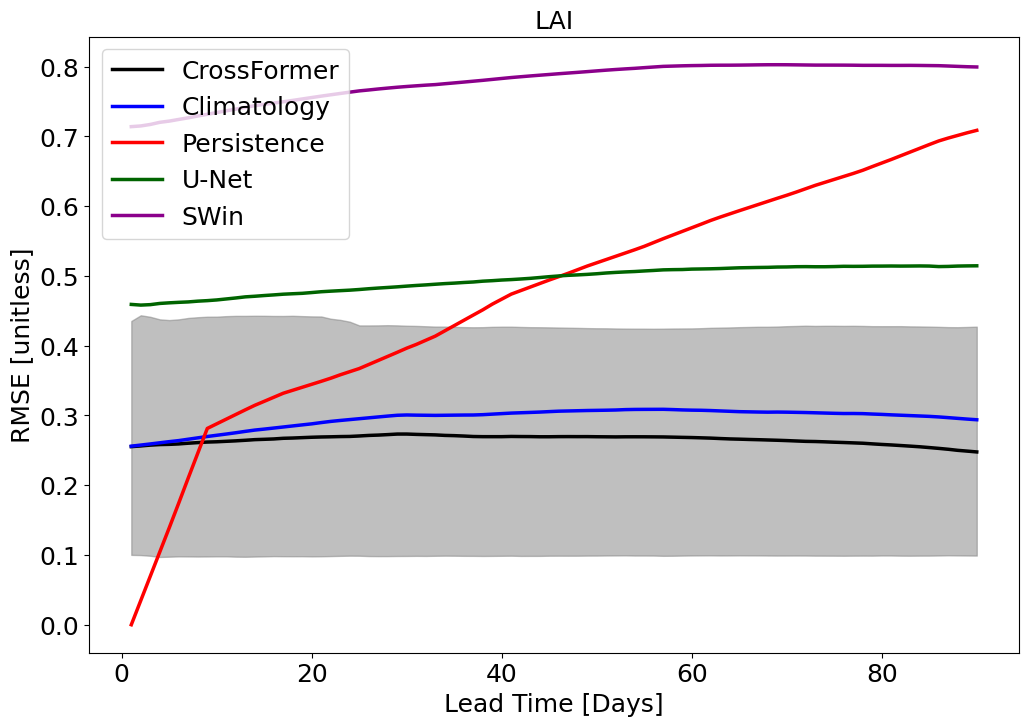 LAI
CrossFormer
Climatology
Persistence
U-Net
SWin
RMSE [unitless]
0.8
0.7
0.6
0.5
0.4
0.3
0.2
0.1
0.0
0 20 40 60 80
Lead Time [Days]